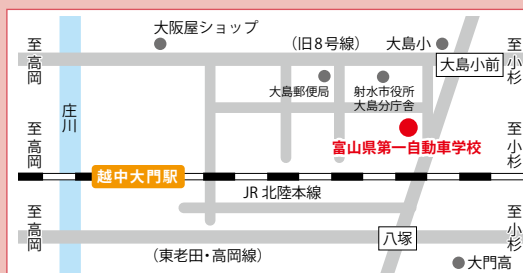 大阪屋ショップ
(旧8号線)
大島小
至高岡
至小杉
大島小前
大島郵便局
射水市役所
大島分庁舎
庄川
至高岡
至小杉
富山県第一自動車学校
越中大門駅
JR北陸本線
至高岡
至小杉
八塚
(東老田・高岡線)
大門高